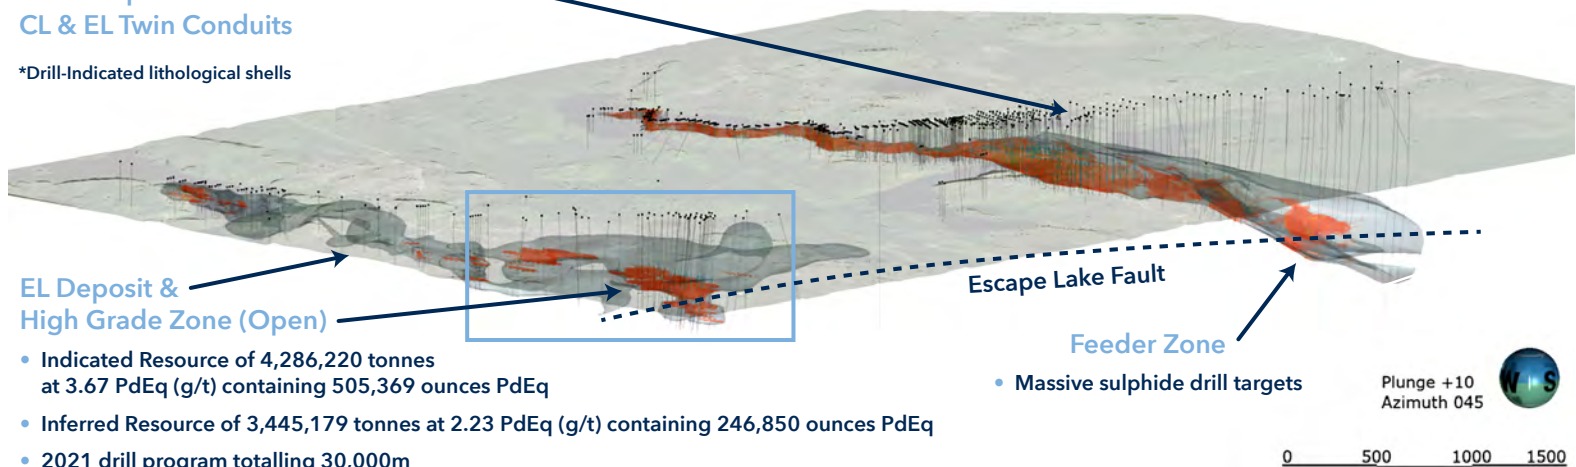 CL & EL Twin Conduits
*Drill-Indicated lithological shells
Escape Lake Fault
EL Deposit &
High Grade Zone (Open)
• Indicated Resource of 4,286,220 tonnes
at 3.67 PdEq (g/t) containing 505,369 ounces PdEq
• Inferred Resource of 3,445,179 tonnes at 2.23 PdEq (g/t) containing 246,850 ounces PdEq
• 2021 drill program totalling 30,000m
Feeder Zone
• Massive sulphide drill targets
Plunge +10
Azimuth 045
W S
0 500 1000 1500